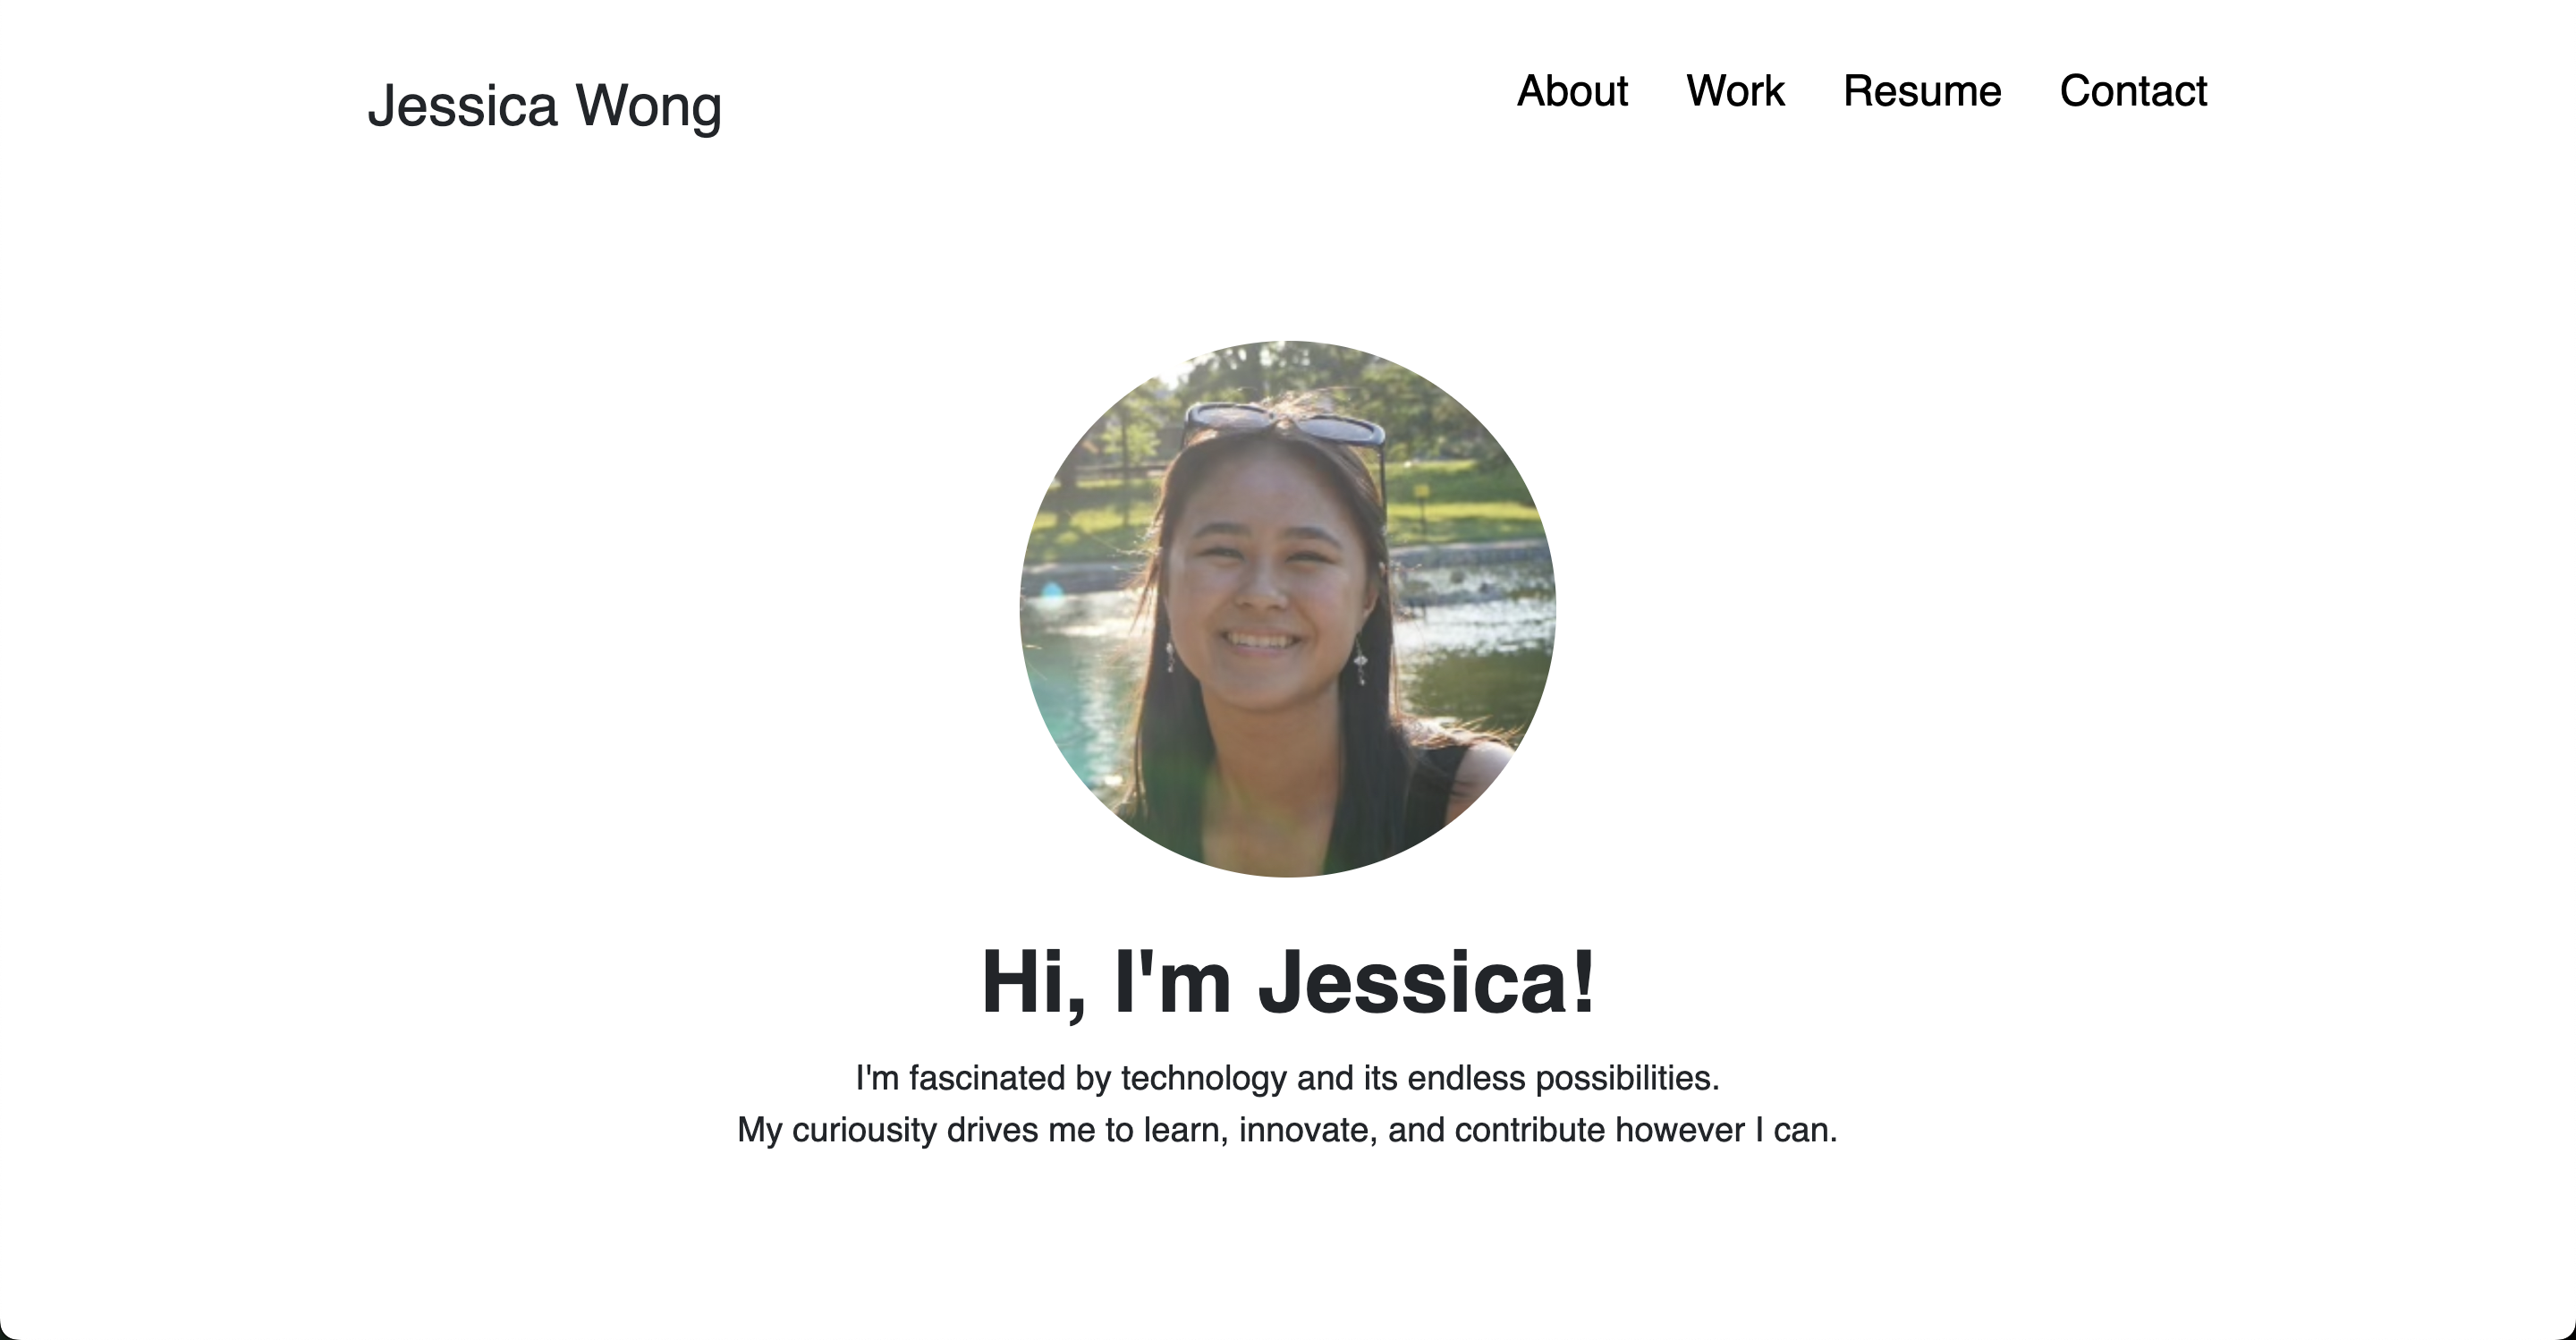 Jessica Wong
About Work Resume Contact
Hi, I'm Jessica!
I'm fascinated by technology and its endless possibilities.
My curiousity drives me to learn, innovate, and contribute however I can.